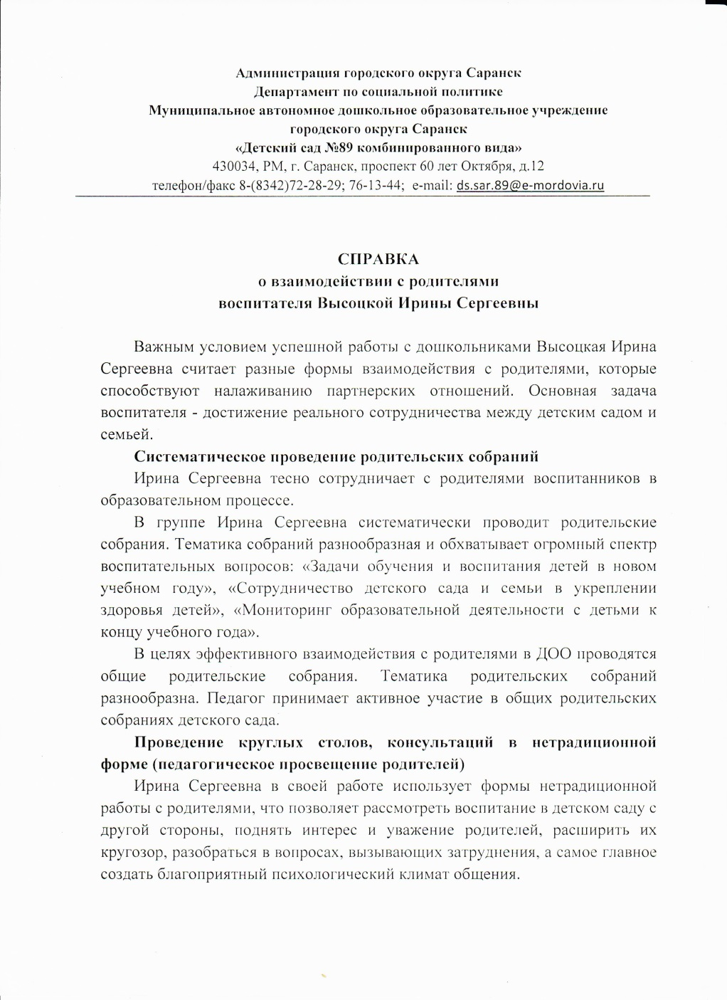 Администрация городского округа Саранск
Департамент по социальной политике
Муниципальное автономное дошкольное образовательное учреждение
городского округа Саранск
«Детский сад №89 комбинированного вида»
430034, РМ, г. Саранск, проспект 60 лет Октября, д.12
телефон/факс 8-(8342)72-28-29; 76-13-44; e-mail: ds.sar.89@e-mordovia.ru
СПРАВКА
о взаимодействии с родителями
воспитателя Высоцкой Ирины Сергеевны
Важным условием успешной работы с дошкольниками Высоцкая Ирина
Сергеевна считает разные формы взаимодействия с родителями, которые
способствуют налаживанию партнерских отношений. Основная задача
воспитателя - достижение реального сотрудничества между детским садом и
семьей.
Систематическое проведение родительских собраний
Ирина Сергеевна тесно сотрудничает с родителями воспитанников в
образовательном процессе.
В группе Ирина Сергеевна систематически проводит родительские
собрания. Тематика собраний разнообразная и обхватывает огромный спектр
воспитательных вопросов: «Задачи обучения и воспитания детей в новом
учебном году», «Сотрудничество детского сада и семьи в укреплении
здоровья детей», «Мониторинг образовательной деятельности с детьми к
концу учебного года».
В целях эффективного взаимодействия с родителями в ДОО проводятся
общие родительские собрания. Тематика родительских собраний
разнообразна. Педагог принимает активное участие в общих родительских
собраниях детского сада.
Проведение круглых столов, консультаций в нетрадиционной
форме (педагогическое просвещение родителей)
Ирина Сергеевна в своей работе использует формы нетрадиционной
работы с родителями, что позволяет рассмотреть воспитание в детском саду с
другой стороны, поднять интерес и уважение родителей, расширить их
кругозор, разобраться в вопросах, вызывающих затруднения, а самое главное
создать благоприятный психологический климат общения.